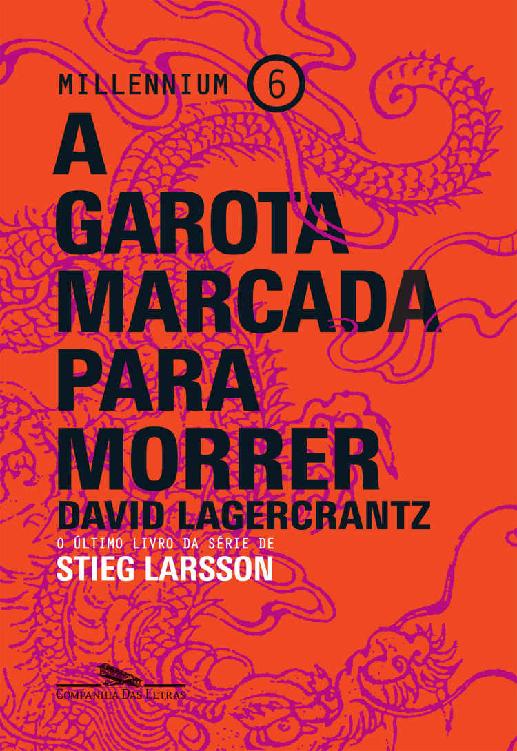 MILLENNIUM 6
A
GAROTA
MARCADA
PARA
MORRER
DAVID LAGERCRANTZ
O ÚLTIMO LIVRO DA SÉRIE DE
STIEG LARSSON
COMPANHIA DAS LETRAS